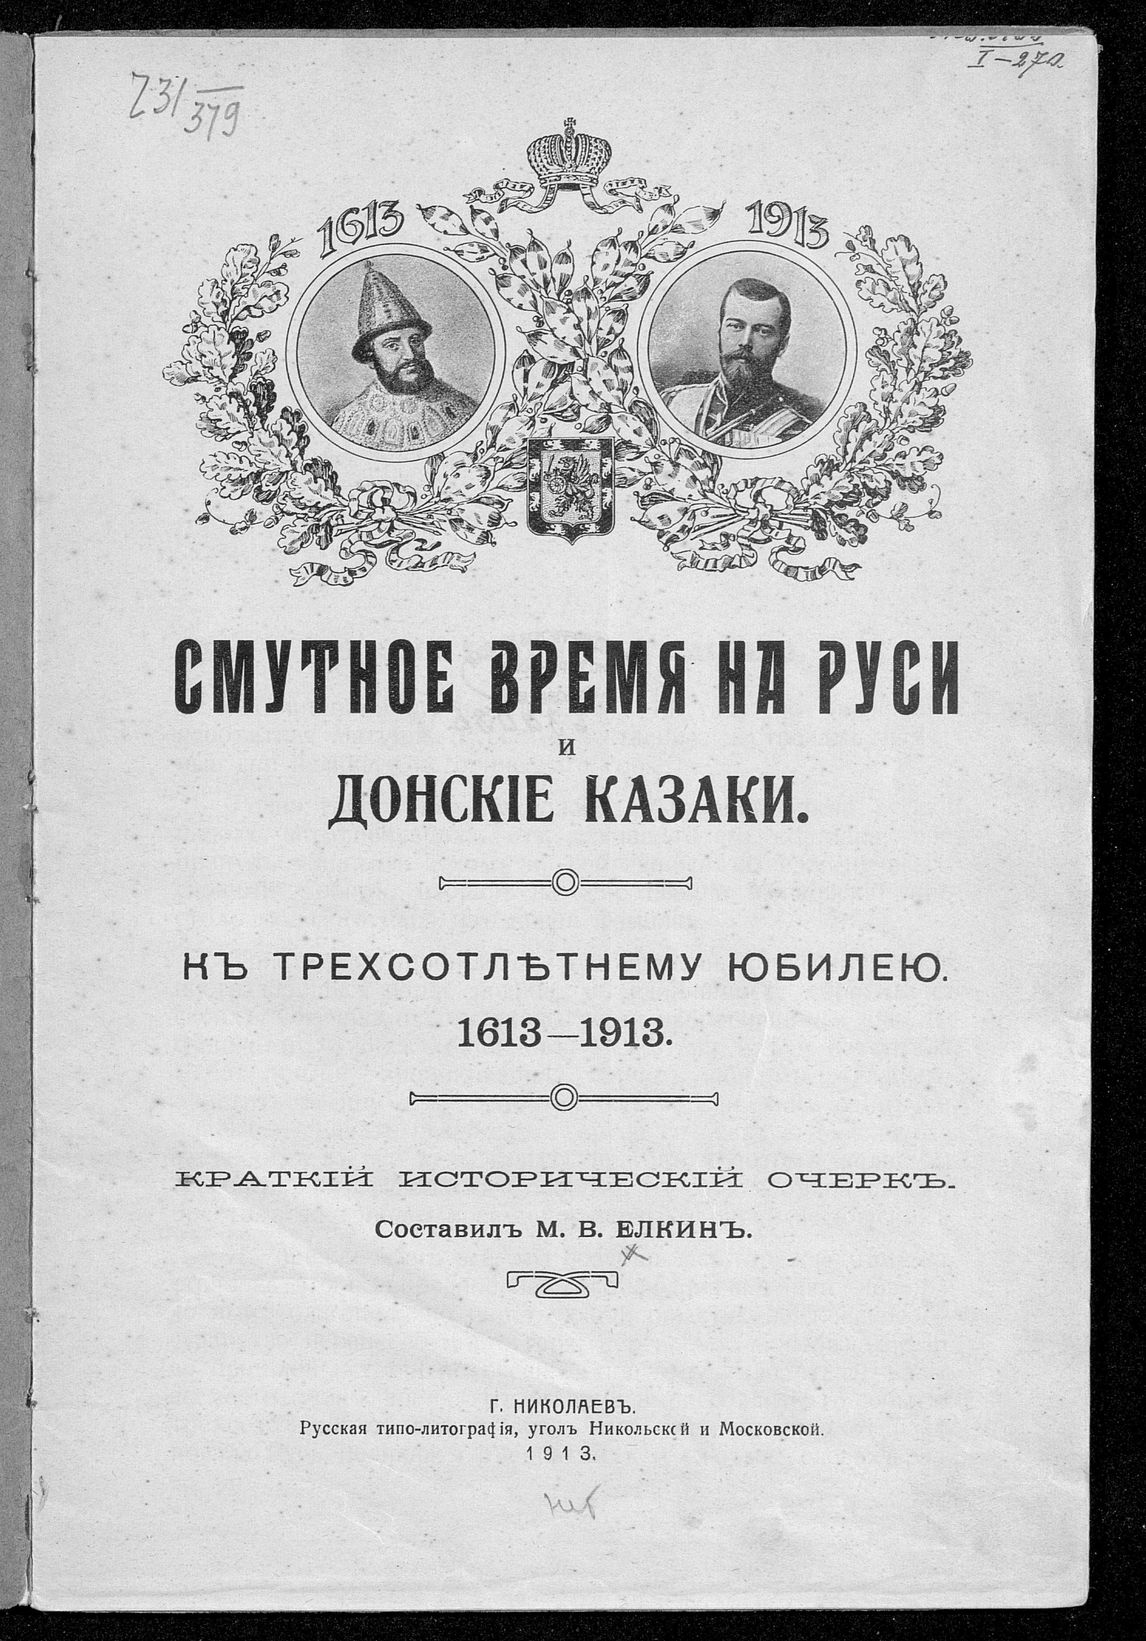 231/379
I—270.
1613
1913
СМУТНОЕ ВРЕМЯ НА РУСИ
и
ДОНСКІЕ КАЗАКИ.
КЪ ТРЕХСОТЛѢТНЕМУ ЮБИЛЕЮ.
1613—1913.
КРАТКІЙ ИСТОРИЧЕСКІЙ ОЧЕРКЪ.
Составилъ М. В. ЕЛКИНЪ.
Г. НИКОЛАЕВЪ.
Русская типо-литографія, уголъ Никольской и Московской.
1913.